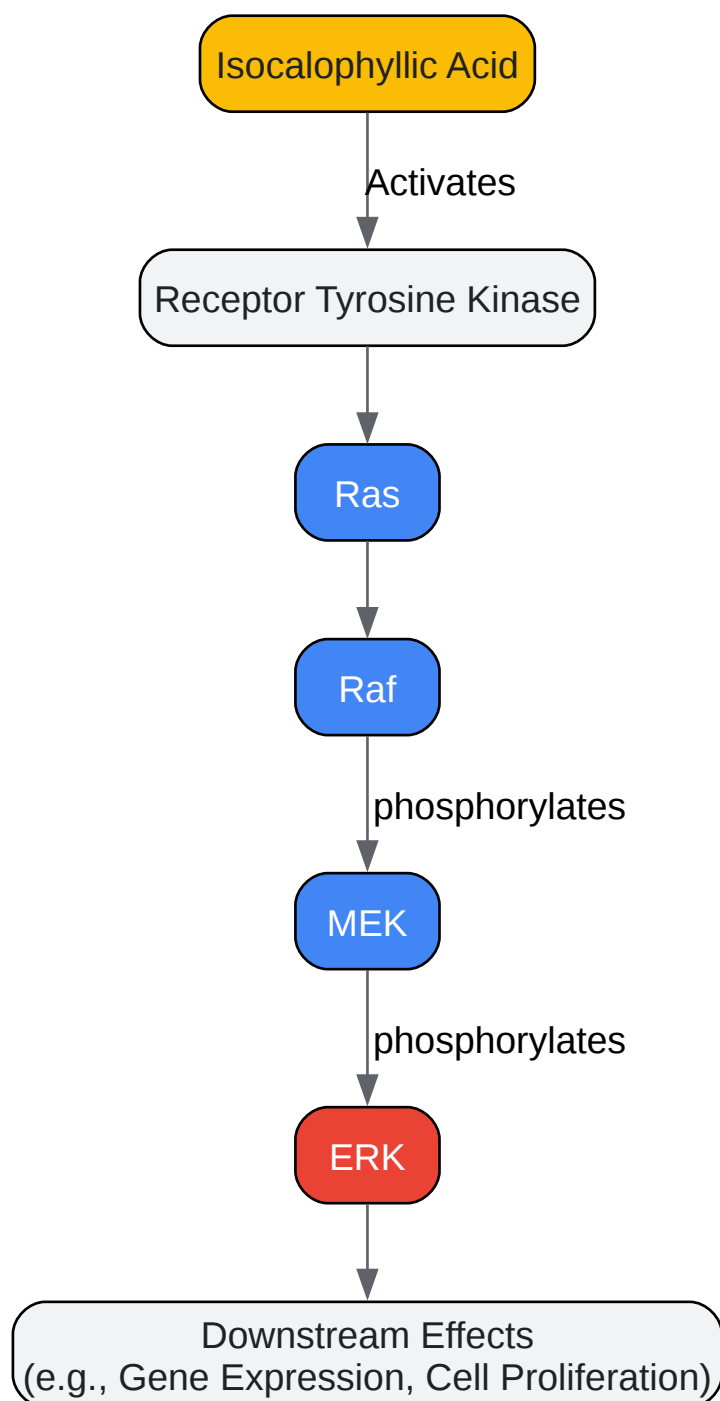 Isocalophyllic Acid
Activates
Receptor Tyrosine Kinase
Ras
Raf
phosphorylates
MEK
phosphorylates
ERK
Downstream Effects
(e.g., Gene Expression, Cell Proliferation)